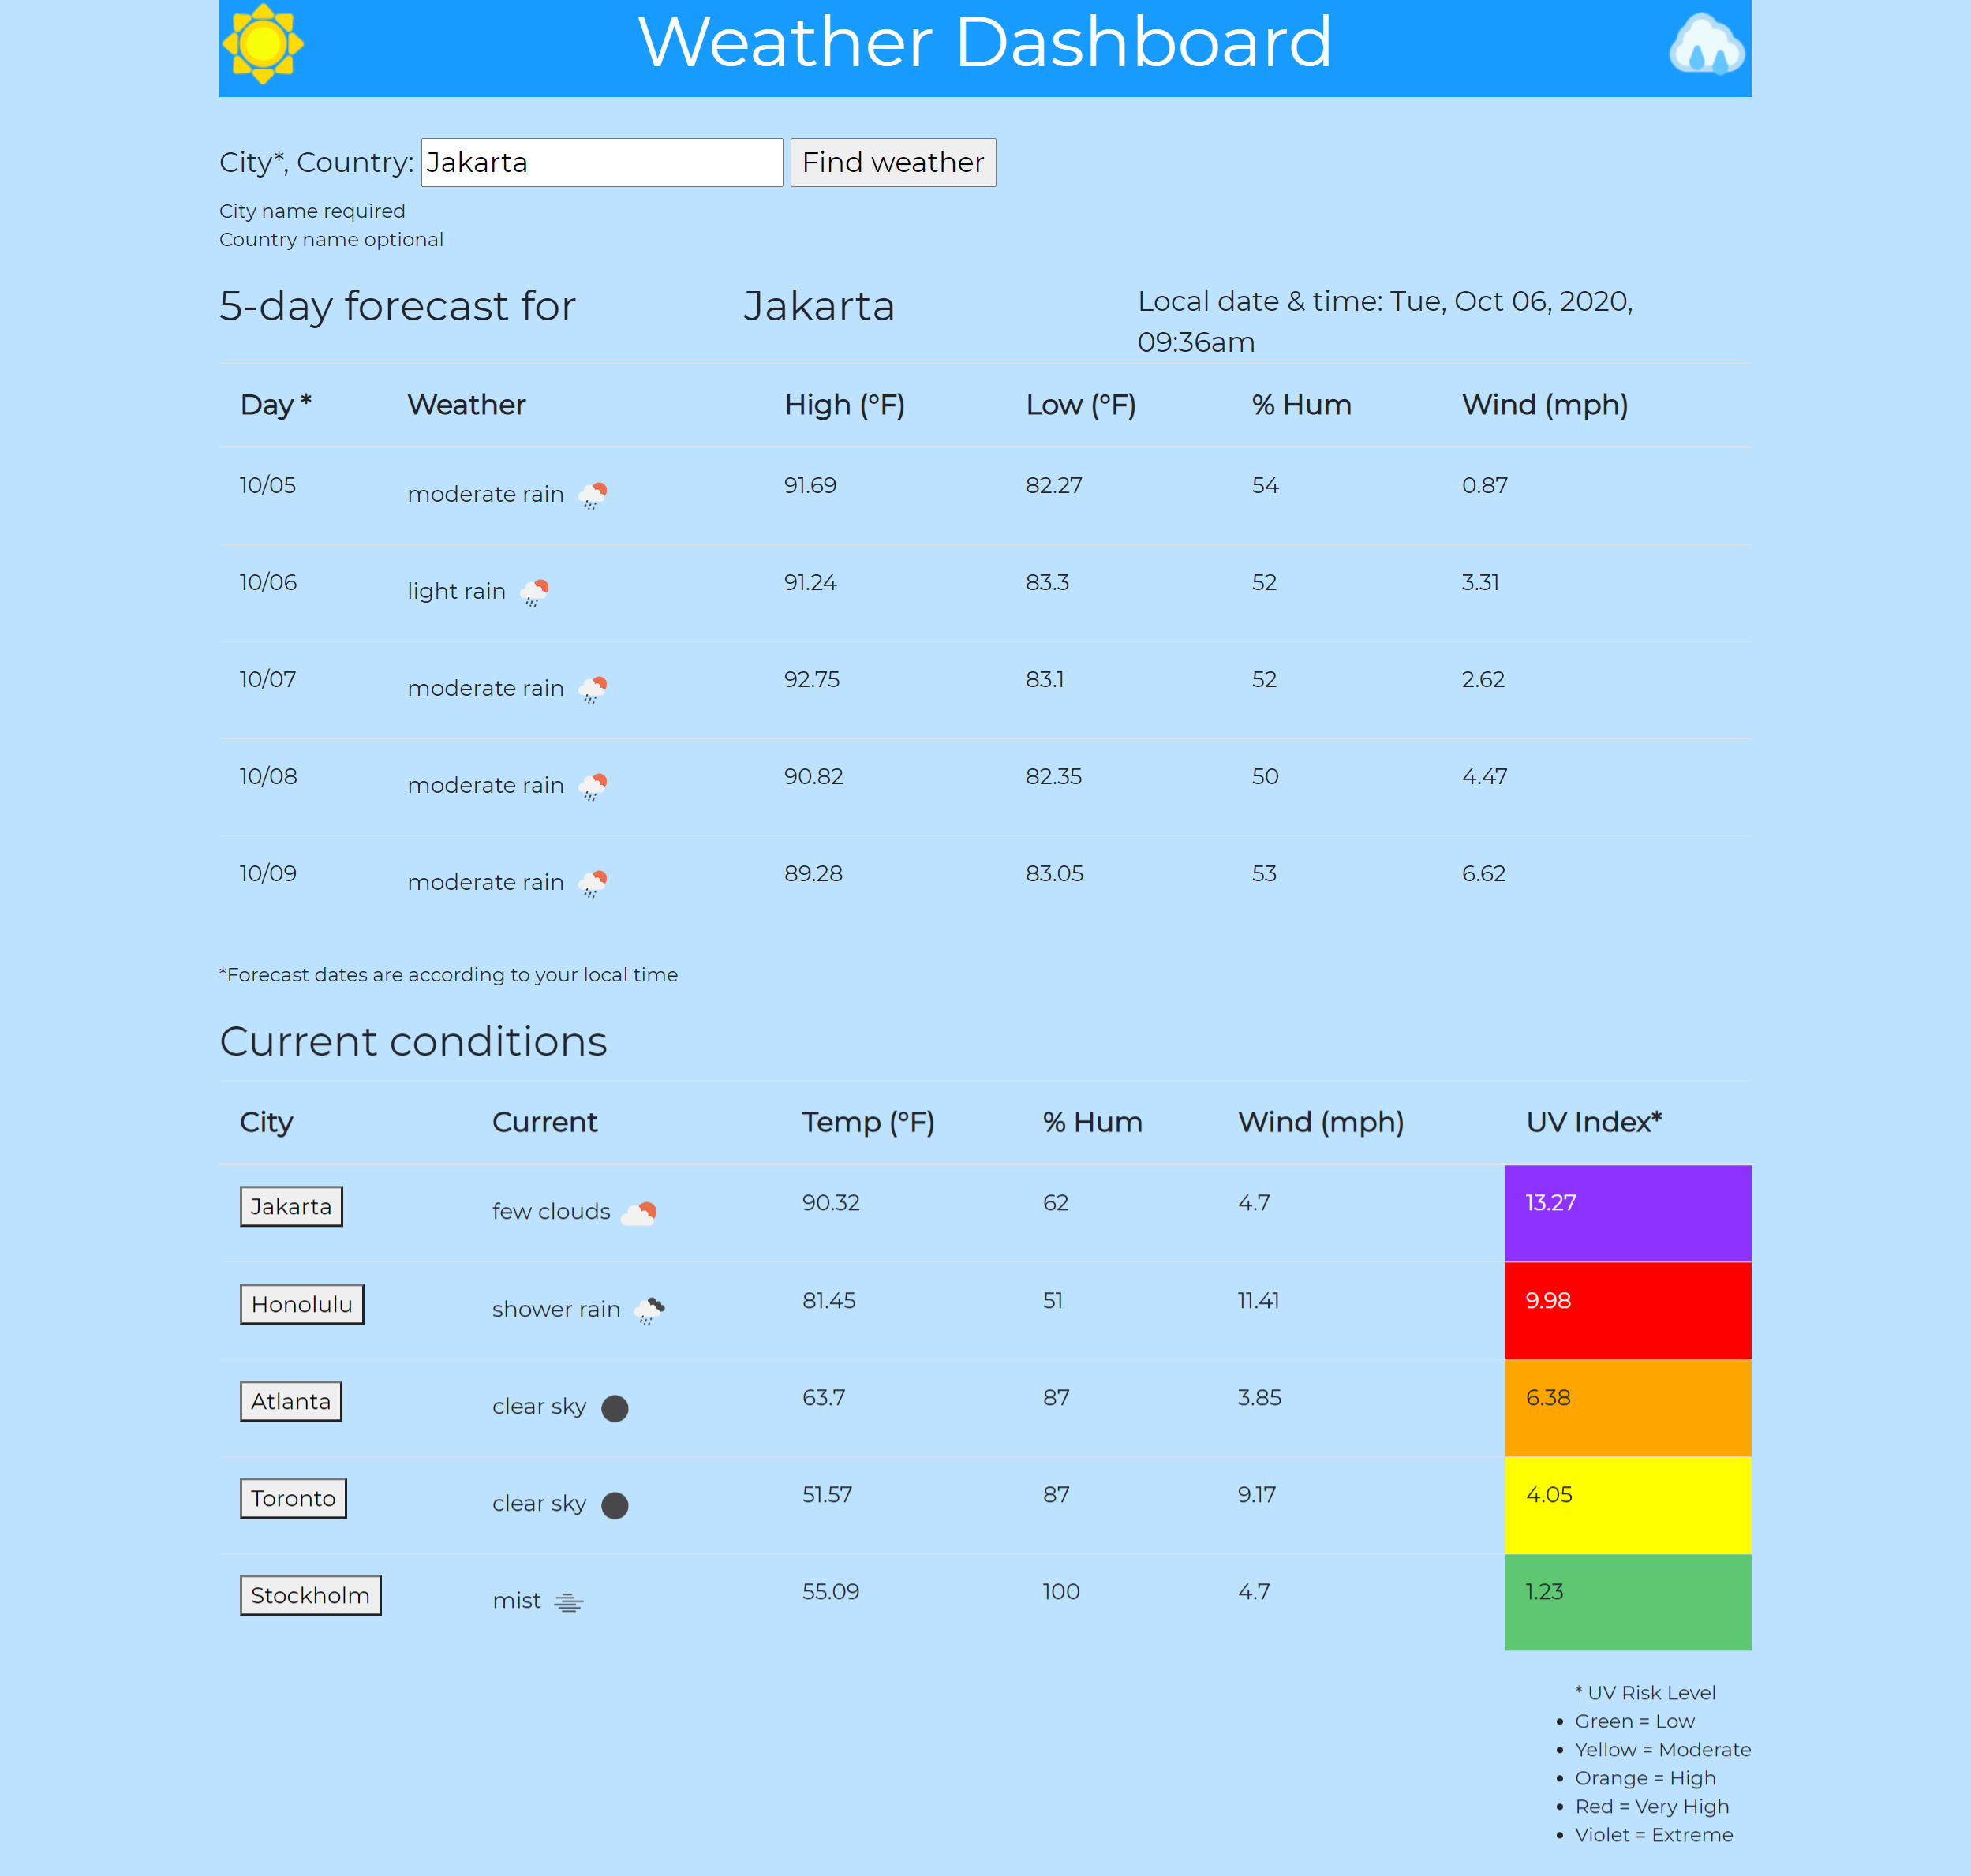 Weather Dashboard
City*, Country: Jakarta Find weather
City name required
Country name optional
5-day forecast for Jakarta Local date & time: Tue, Oct 06, 2020,
09:36am
Day * Weather High (°F) Low (°F) % Hum Wind (mph)
10/05 moderate rain 91.69 82.27 54 0.87
10/06 light rain 91.24 83.3 52 3.31
10/07 moderate rain 92.75 83.1 52 2.62
10/08 moderate rain 90.82 82.35 50 4.47
10/09 moderate rain 89.28 83.05 53 6.62
*Forecast dates are according to your local time
Current conditions
City Current Temp (°F) % Hum Wind (mph) UV Index*
Jakarta few clouds 90.32 62 4.7 13.27
Honolulu shower rain 81.45 51 11.41 9.98
Atlanta clear sky 63.7 87 3.85 6.38
Toronto clear sky 51.57 87 9.17 4.05
Stockholm mist 55.09 100 4.7 1.23
* UV Risk Level
• Green = Low
• Yellow = Moderate
• Orange = High
• Red = Very High
• Violet = Extreme